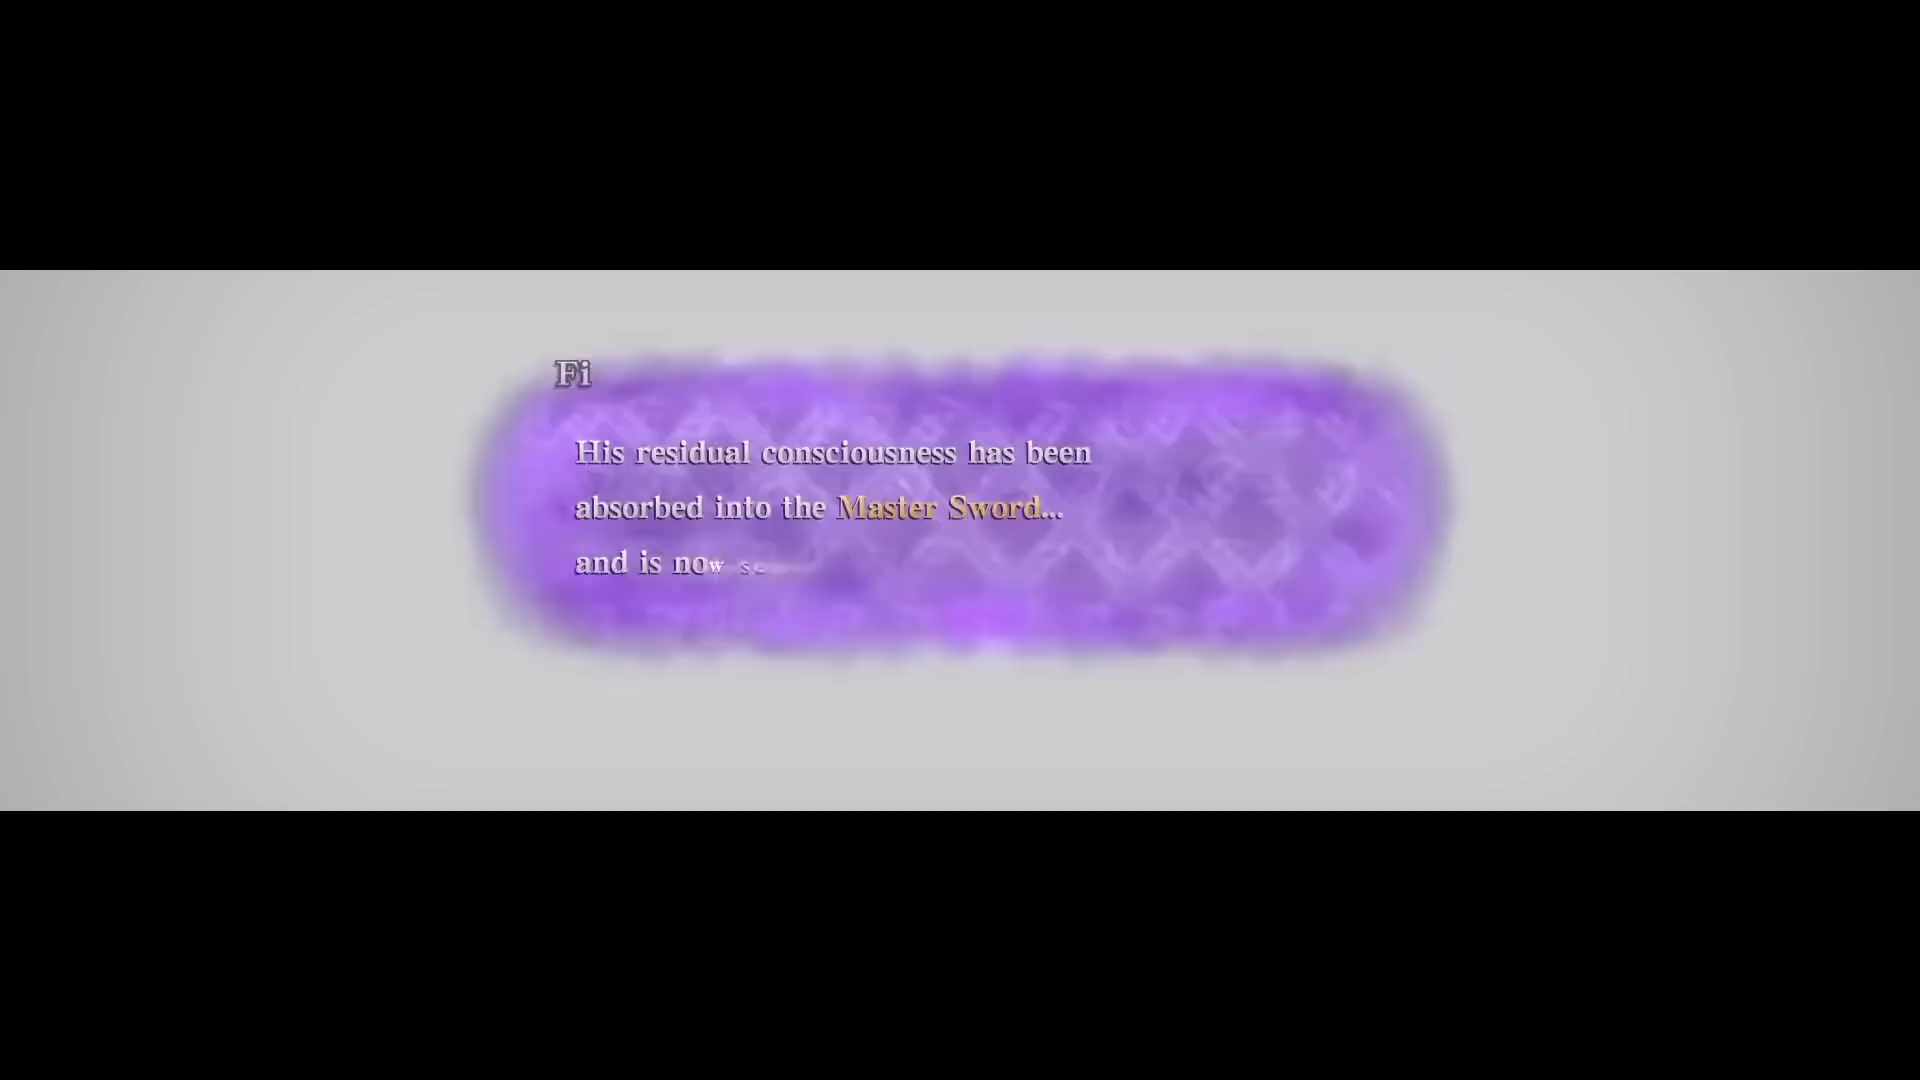 Fi
His residual consciousness has been
absorbed into the Master Sword...
and is now